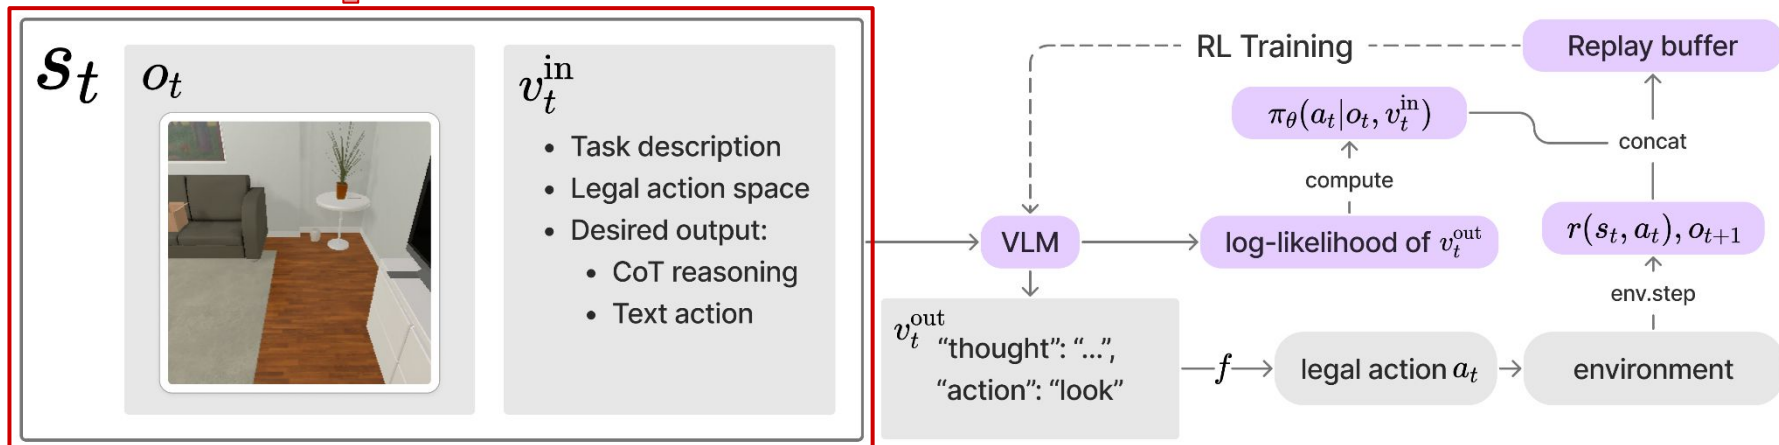 s_t
o_t
v_t^in
• Task description
• Legal action space
• Desired output:
• CoT reasoning
• Text action
RL Training
Replay buffer
π_θ(a_t|o_t, v_t^in)
concat
compute
VLM
log-likelihood of v_t^out
r(s_t, a_t), o_{t+1}
env.step
v_t^out
“thought”: “...”,
“action”: “look”
f
legal action a_t
environment